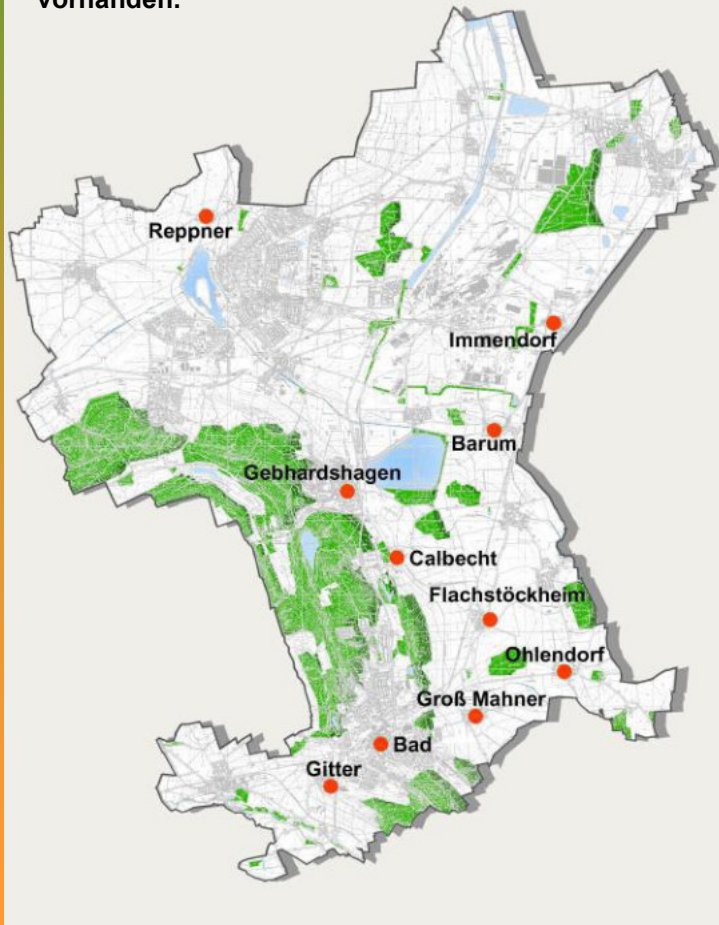 vorhanden:
Reppner
Immendorf
Barum
Gebhardshagen
Calbecht
Flachstöckheim
Ohlendorf
Groß Mahner
Bad
Gitter